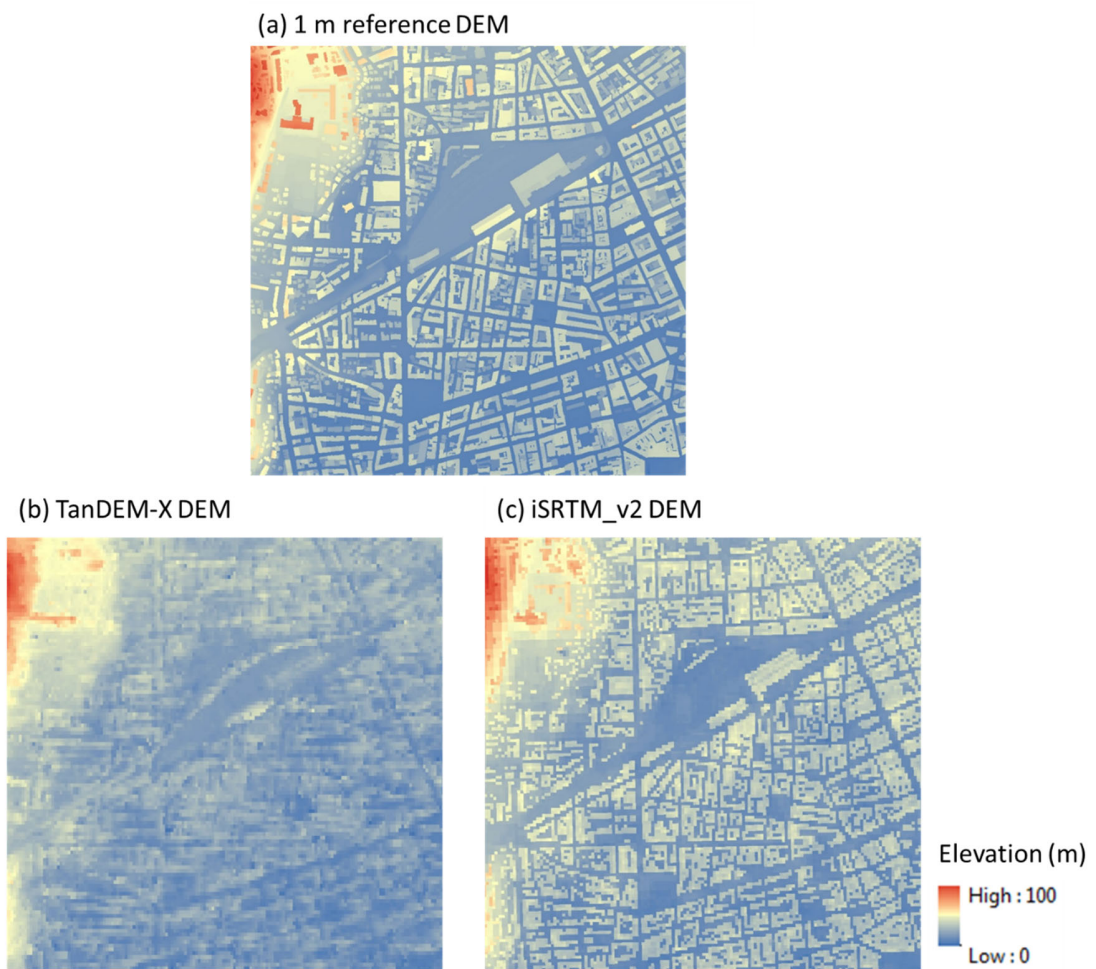 (a) 1 m reference DEM
(b) TanDEM-X DEM
(c) iSRTM_v2 DEM
Elevation (m)
High : 100
Low : 0